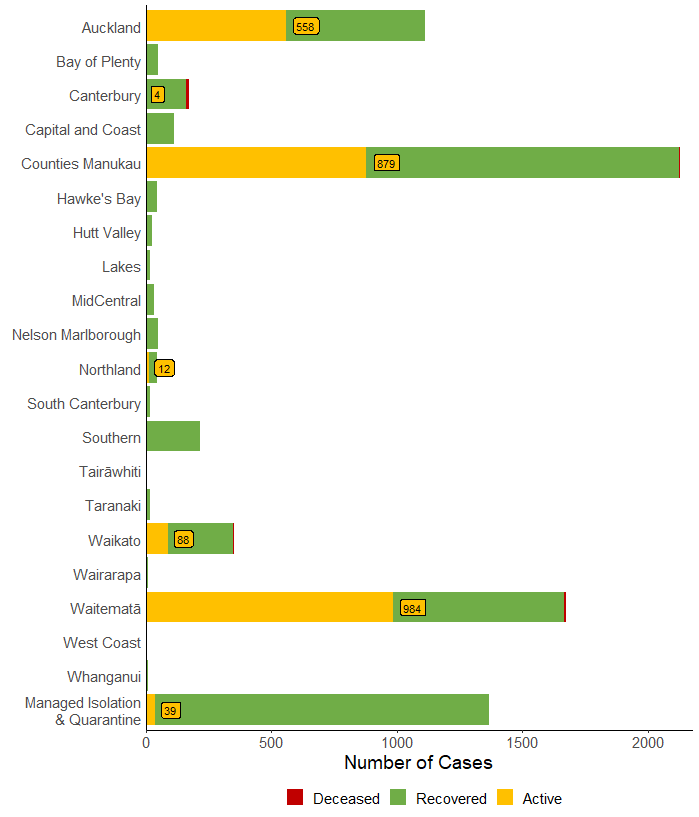 Auckland 558
Bay of Plenty
Canterbury 4
Capital and Coast
Counties Manukau 879
Hawke's Bay
Hutt Valley
Lakes
MidCentral
Nelson Marlborough
Northland 12
South Canterbury
Southern
Tairāwhiti
Taranaki
Waikato 88
Wairarapa
Waitematā 984
West Coast
Whanganui
Managed Isolation
& Quarantine 39
0 500 1000 1500 2000
Number of Cases
Deceased Recovered Active